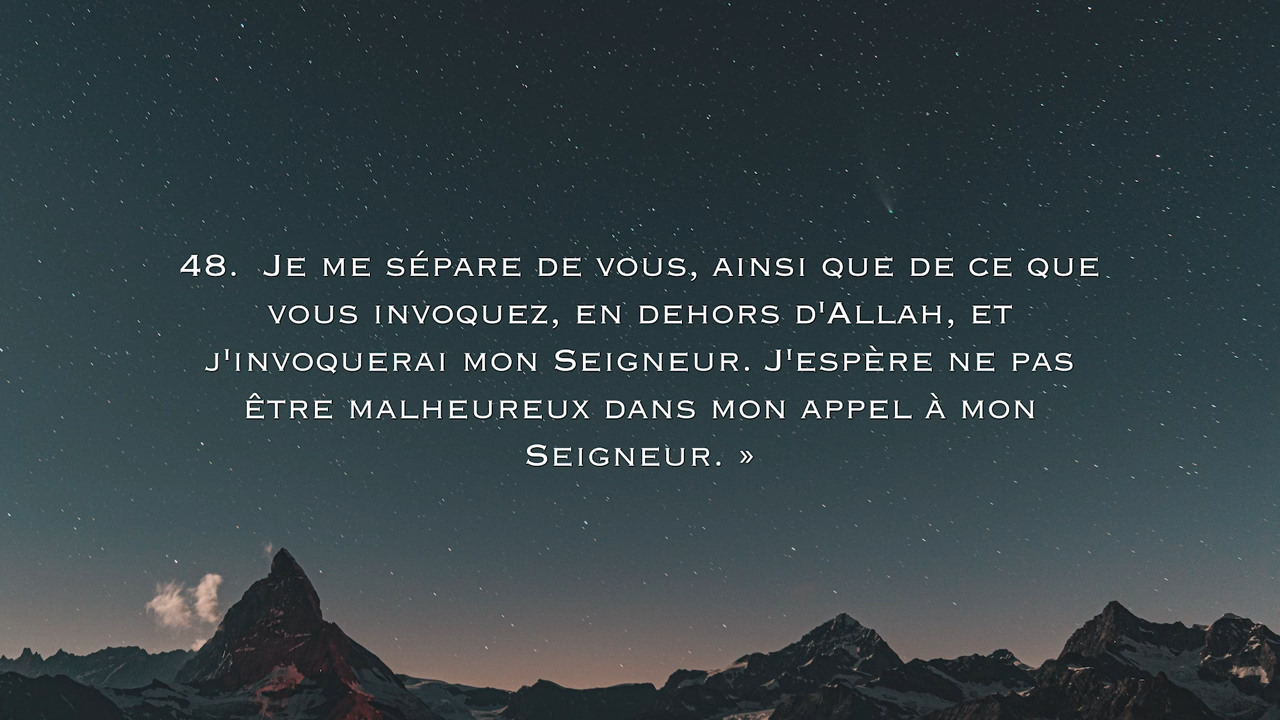 48. Je me sépare de vous, ainsi que de ce que
vous invoquez, en dehors d'Allah, et
j'invoquerai mon Seigneur. J'espère ne pas
être malheureux dans mon appel à mon
Seigneur. »